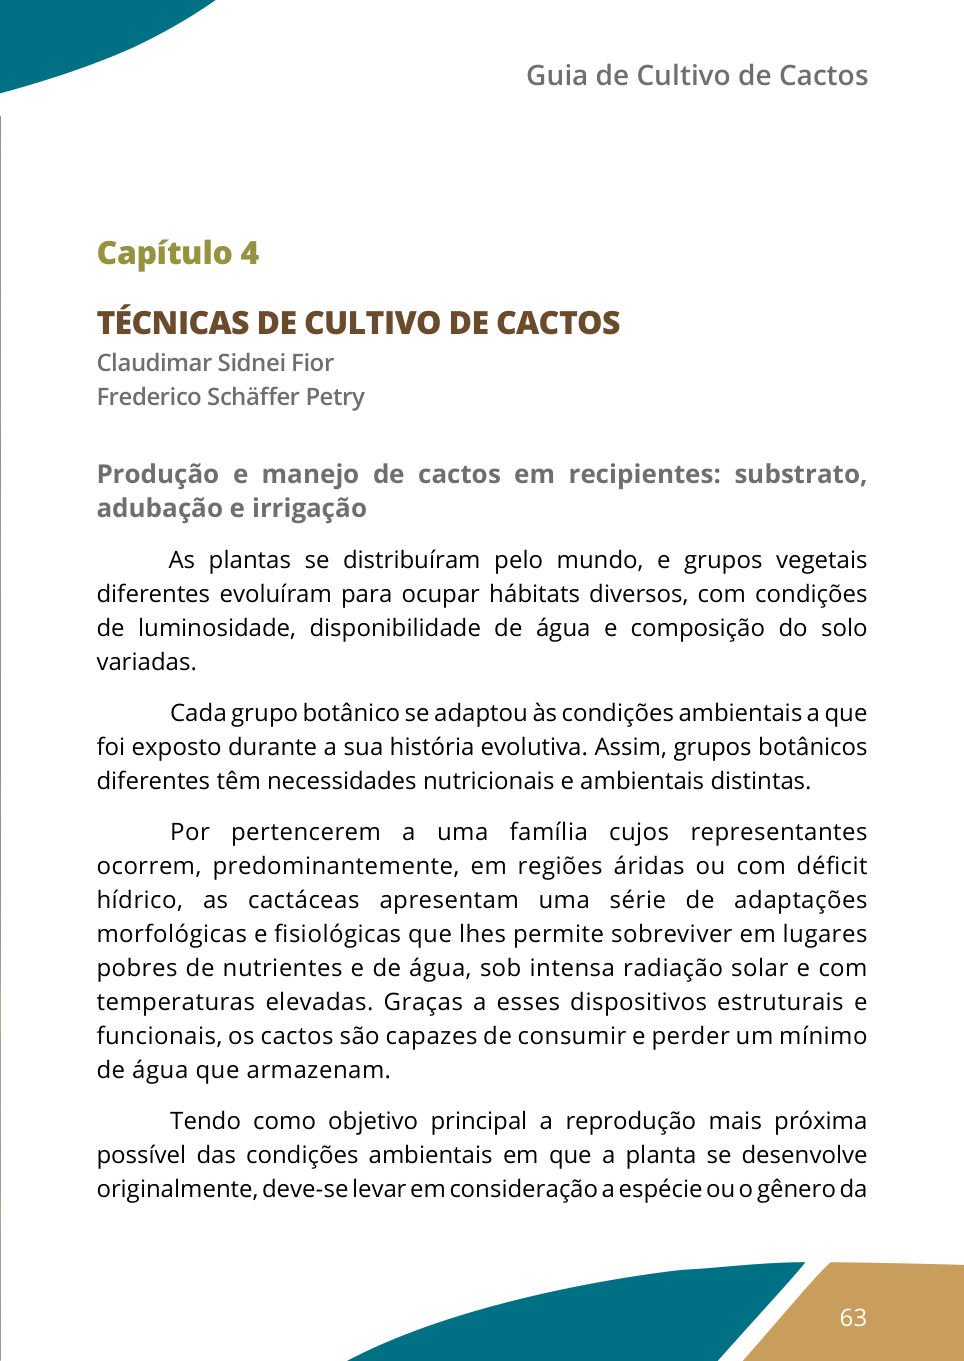 Guia de Cultivo de Cactos
Capítulo 4
TÉCNICAS DE CULTIVO DE CACTOS
Claudimar Sidnei Fior
Frederico Schäffer Petry
Produção e manejo de cactos em recipientes: substrato,
adubação e irrigação
As plantas se distribuíram pelo mundo, e grupos vegetais
diferentes evoluíram para ocupar hábitats diversos, com condições
de luminosidade, disponibilidade de água e composição do solo
variadas.
Cada grupo botânico se adaptou às condições ambientais a que
foi exposto durante a sua história evolutiva. Assim, grupos botânicos
diferentes têm necessidades nutricionais e ambientais distintas.
Por pertencerem a uma família cujos representantes
ocorrem, predominantemente, em regiões áridas ou com déficit
hídrico, as cactáceas apresentam uma série de adaptações
morfológicas e fisiológicas que lhes permite sobreviver em lugares
pobres de nutrientes e de água, sob intensa radiação solar e com
temperaturas elevadas. Graças a esses dispositivos estruturais e
funcionais, os cactos são capazes de consumir e perder um mínimo
de água que armazenam.
Tendo como objetivo principal a reprodução mais próxima
possível das condições ambientais em que a planta se desenvolve
originalmente, deve-se levar em consideração a espécie ou o gênero da
63